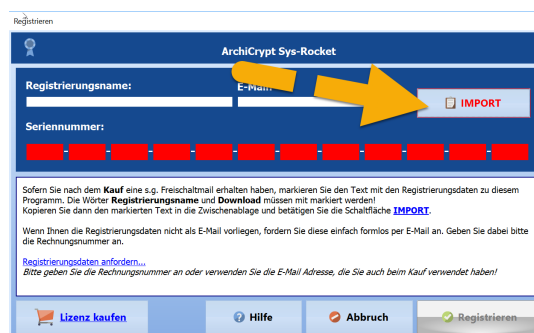 Registrieren
ArchiCrypt Sys-Rocket
Registrierungsname:
E-Mail:
IMPORT
Seriennummer:
Sofern Sie nach dem Kauf eine s.g. Freischaltmail erhalten haben, markieren Sie den Text mit den Registrierungsdaten zu diesem
Programm. Die Wörter Registrierungsname und Download müssen mit markiert werden!
Kopieren Sie dann den markierten Text in die Zwischenablage und betätigen Sie die Schaltfläche IMPORT.
Wenn Ihnen die Registrierungsdaten nicht als E-Mail vorliegen, fordern Sie diese einfach formlos per E-Mail an. Geben Sie dabei bitte
die Rechnungsnummer an.
Registrierungsdaten anfordern...
Bitte geben Sie die Rechnungsnummer an oder verwenden Sie die E-Mail Adresse, die Sie auch beim Kauf verwendet haben!
Lizenz kaufen
Hilfe
Abbruch
Registrieren